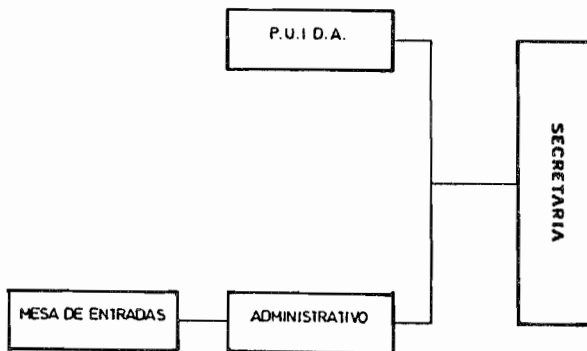 P.U.I D.A.
SECRETARIA
MESA DE ENTRADAS
ADMINISTRATIVO